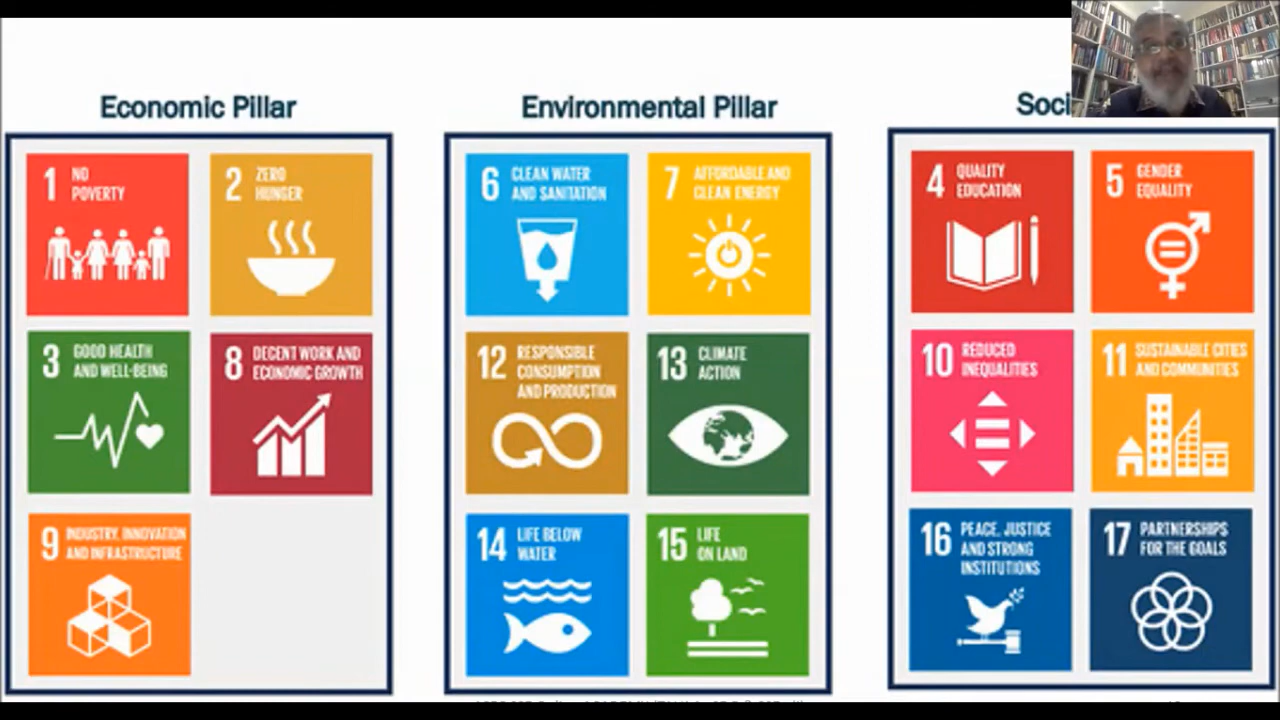 Economic Pillar
1 NO
POVERTY
2 ZERO
HUNGER
3 GOOD HEALTH
AND WELL-BEING
8 DECENT WORK AND
ECONOMIC GROWTH
9 INDUSTRY, INNOVATION
AND INFRASTRUCTURE
Environmental Pillar
6 CLEAN WATER
AND SANITATION
7 AFFORDABLE AND
CLEAN ENERGY
12 RESPONSIBLE
CONSUMPTION
AND PRODUCTION
13 CLIMATE
ACTION
14 LIFE BELOW
WATER
15 LIFE
ON LAND
Soci
4 QUALITY
EDUCATION
5 GENDER
EQUALITY
10 REDUCED
INEQUALITIES
11 SUSTAINABLE CITIES
AND COMMUNITIES
16 PEACE, JUSTICE
AND STRONG
INSTITUTIONS
17 PARTNERSHIPS
FOR THE GOALS